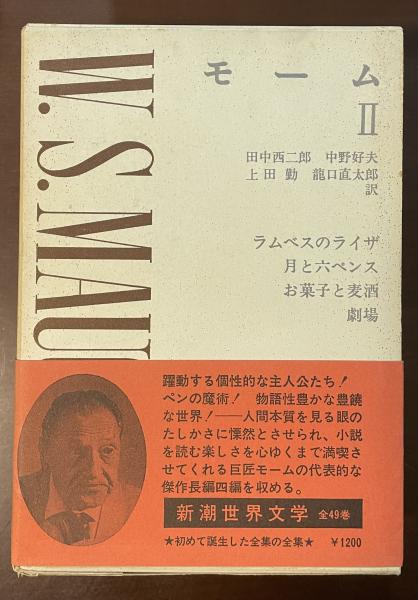 W. S. MAU
モーム
II
田中西二郎 中野好夫
上田勤 龍口直太郎
訳
ラムベスのライザ
月と六ペンス
お菓子と麦酒
劇場
躍動する個性的な主人公たち!
ペンの魔術! 物語性豊かな豊饒
な世界!——人間本質を見る眼の
たしかさに慄然とさせられ、小説
を読む楽しさを心ゆくまで満喫さ
せてくれる巨匠モームの代表的な
傑作長編四編を収める。
新潮世界文学 全49巻
★初めて誕生した全集の全集★ ¥1200